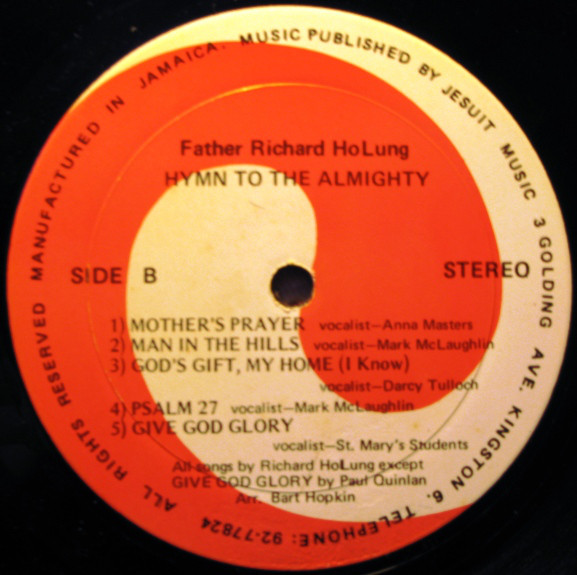 ALL RIGHTS RESERVED MANUFACTURED IN JAMAICA. MUSIC PUBLISHED BY JESUIT MUSIC 3 GOLDING AVE. KINGSTON 6. TELEPHONE: 92-77824
Father Richard HoLung
HYMN TO THE ALMIGHTY
SIDE B
STEREO
1) MOTHER'S PRAYER vocalist—Anna Masters
2) MAN IN THE HILLS vocalist—Mark McLaughlin
3) GOD'S GIFT, MY HOME (I Know)
vocalist—Darcy Tulloch
4) PSALM 27 vocalist—Mark McLaughlin
5) GIVE GOD GLORY
vocalist—St. Mary's Students
All songs by Richard HoLung except
GIVE GOD GLORY by Paul Quinlan
Arr. Bart Hopkin